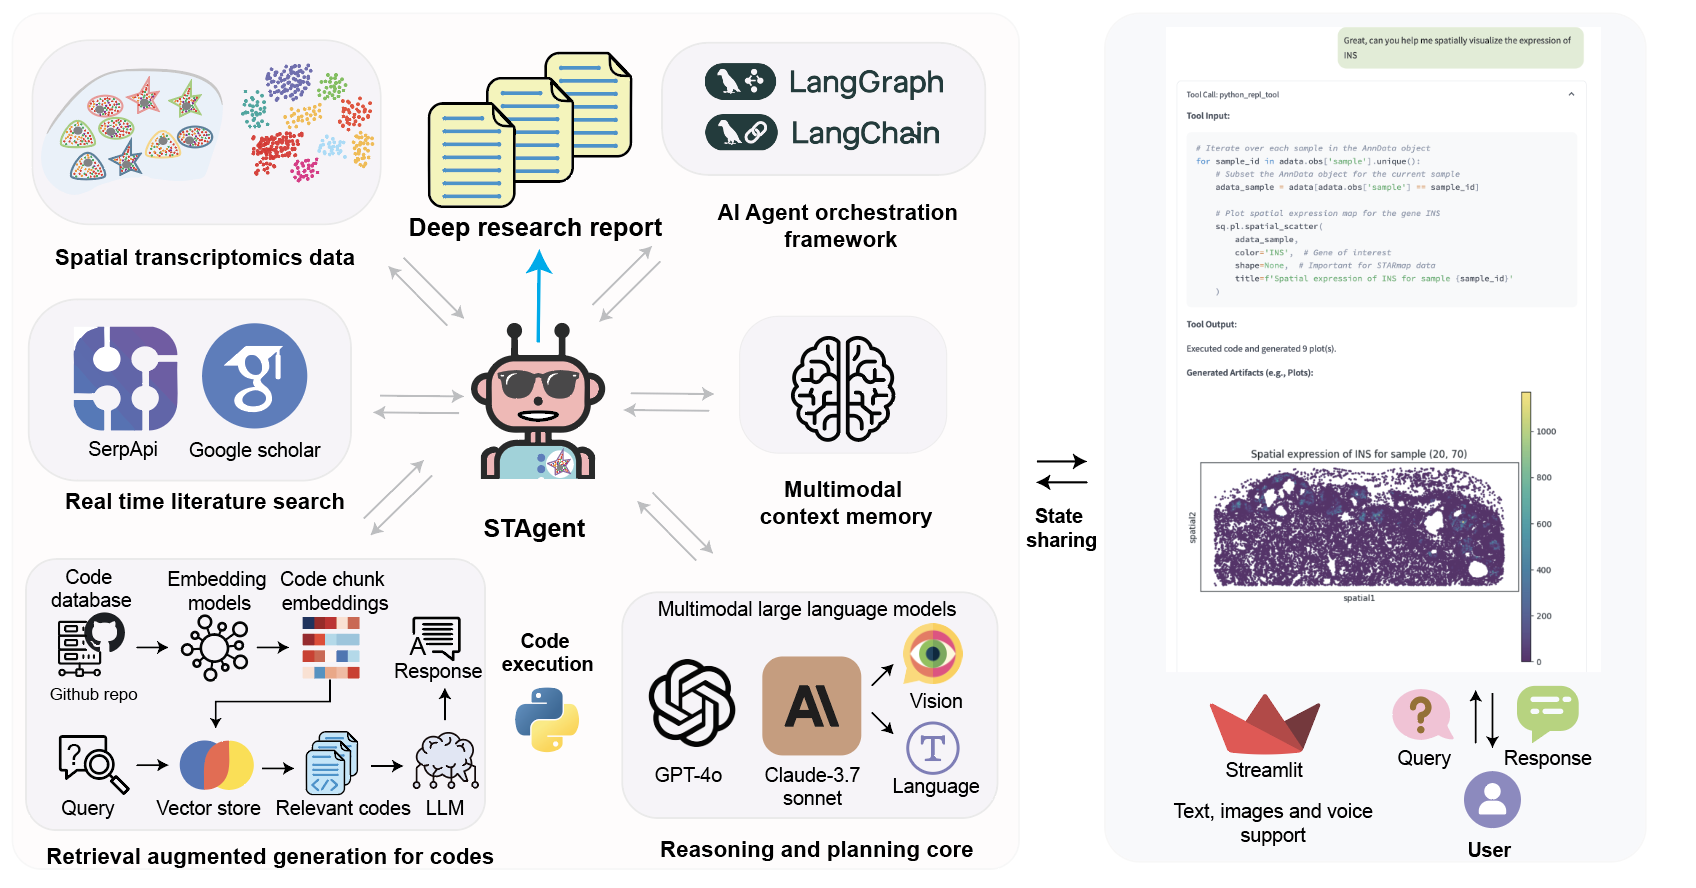 Spatial transcriptomics data
Deep research report
LangGraph
LangChain
AI Agent orchestration
framework
SerpApi
Google scholar
Real time literature search
STAgent
Multimodal
context memory
Code
database
Github repo
Embedding
models
Code chunk
embeddings
A
Response
?
Query
Vector store
</>
Relevant codes
LLM
Retrieval augmented generation for codes
Code
execution
Multimodal large language models
GPT-4o
Claude-3.7
sonnet
Vision
T
Language
Reasoning and planning core
State
sharing
Great, can you help me spatially visualize the expression of
INS
Tool Call: python_repl_tool
Tool Input:
# Iterate over each sample in the AnnData object
for sample_id in adata.obs['sample'].unique():
# Subset the AnnData object for the current sample
adata_sample = adata[adata.obs['sample'] == sample_id]
# Plot spatial expression map for the gene INS
sq.pl.spatial_scatter(
adata_sample,
color='INS', # Gene of interest
shape=None, # Important for STARmap data
title=f'Spatial expression of INS for sample {sample_id}'
)
Tool Output:
Executed code and generated 9 plot(s).
Generated Artifacts (e.g., Plots):
Spatial expression of INS for sample (20, 70)
spatial2
spatial1
1000
800
600
400
200
0
Streamlit
Text, images and voice
support
?
Query
Response
User